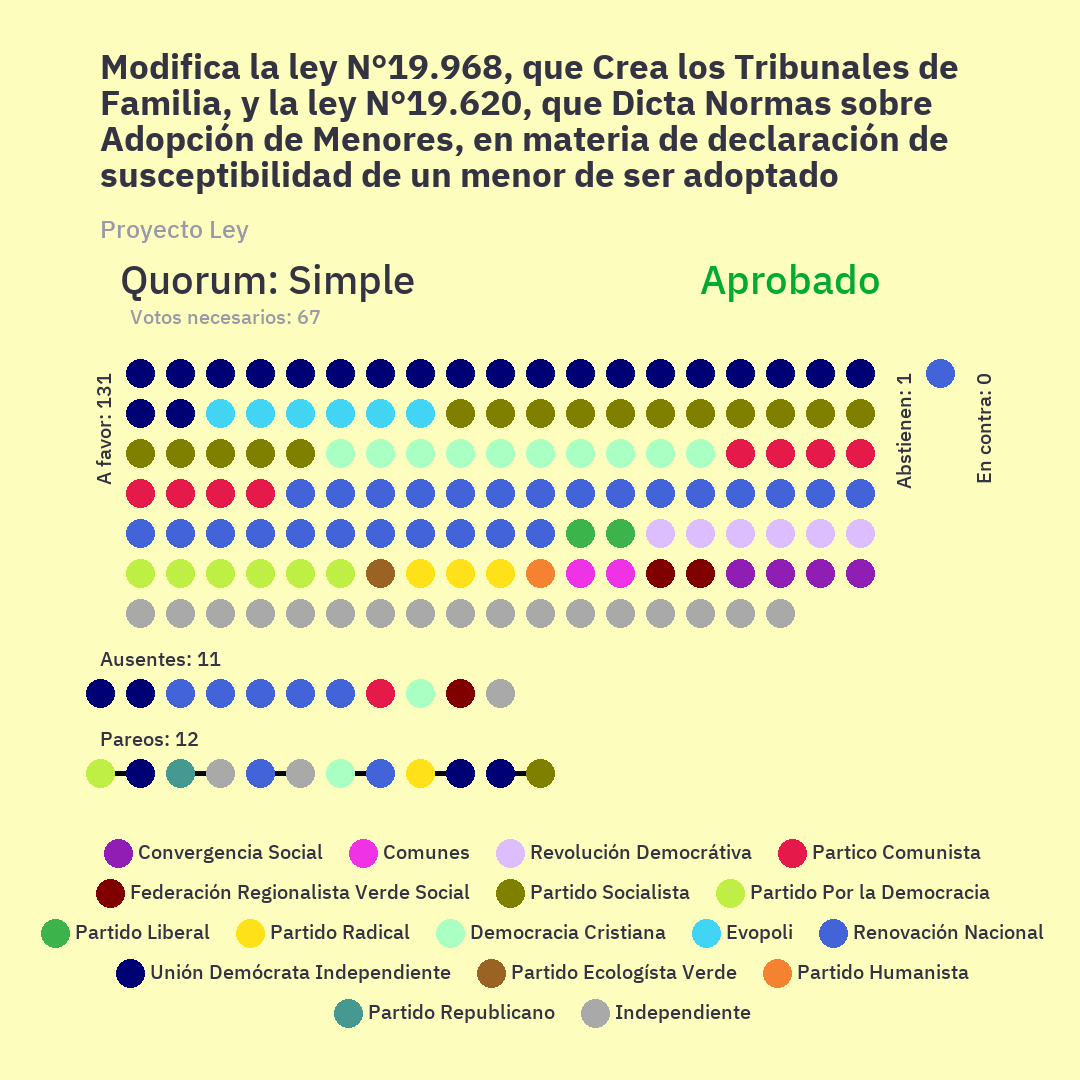 Modifica la ley N°19.968, que Crea los Tribunales de
Familia, y la ley N°19.620, que Dicta Normas sobre
Adopción de Menores, en materia de declaración de
susceptibilidad de un menor de ser adoptado
Proyecto Ley
Quorum: Simple
Aprobado
Votos necesarios: 67
A favor: 131
Abstienen: 1
En contra: 0
Ausentes: 11
Pareos: 12
Convergencia Social
Comunes
Revolución Democrátiva
Partico Comunista
Federación Regionalista Verde Social
Partido Socialista
Partido Por la Democracia
Partido Liberal
Partido Radical
Democracia Cristiana
Evopoli
Renovación Nacional
Unión Demócrata Independiente
Partido Ecologísta Verde
Partido Humanista
Partido Republicano
Independiente